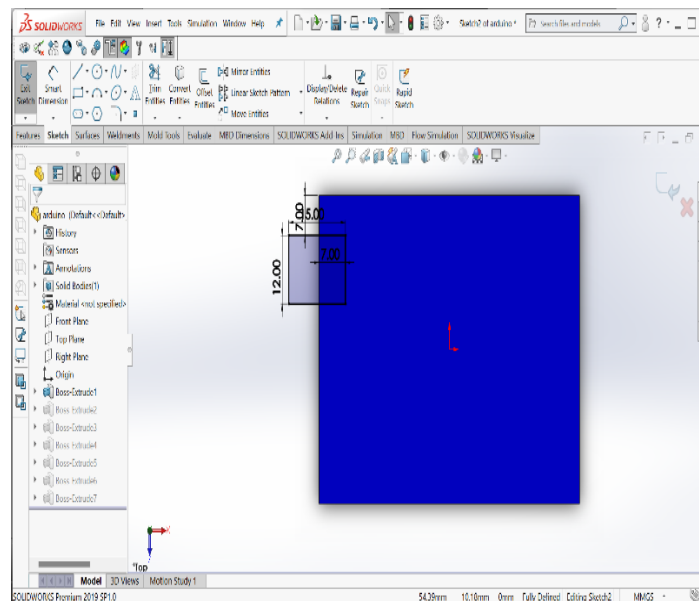 SOLIDWORKS
File Edit View Insert Tools Simulation Window Help
Sketch2 of arduino *
Search files and models
Exit Sketch
Smart Dimension
Trim Entities
Convert Entities
Offset Entities
Mirror Entities
Linear Sketch Pattern
Move Entities
Display/Delete Relations
Repair Sketch
Quick Snaps
Rapid Sketch
Features Sketch Surfaces Weldments Mold Tools Evaluate MBD Dimensions SOLIDWORKS Add-Ins Simulation MBD Flow Simulation SOLIDWORKS Visualize
arduino (Default<<Default>
History
Sensors
Annotations
Solid Bodies(1)
Material <not specified>
Front Plane
Top Plane
Right Plane
Origin
Boss-Extrude1
Boss-Extrude2
Boss-Extrude3
Boss-Extrude4
Boss-Extrude5
Boss-Extrude6
Boss-Extrude7
7.00
5.00
7.00
12.00
*Top
Model 3D Views Motion Study 1
SOLIDWORKS Premium 2019 SP1.0
54.39mm 10.18mm 0mm Fully Defined Editing Sketch2 MMGS